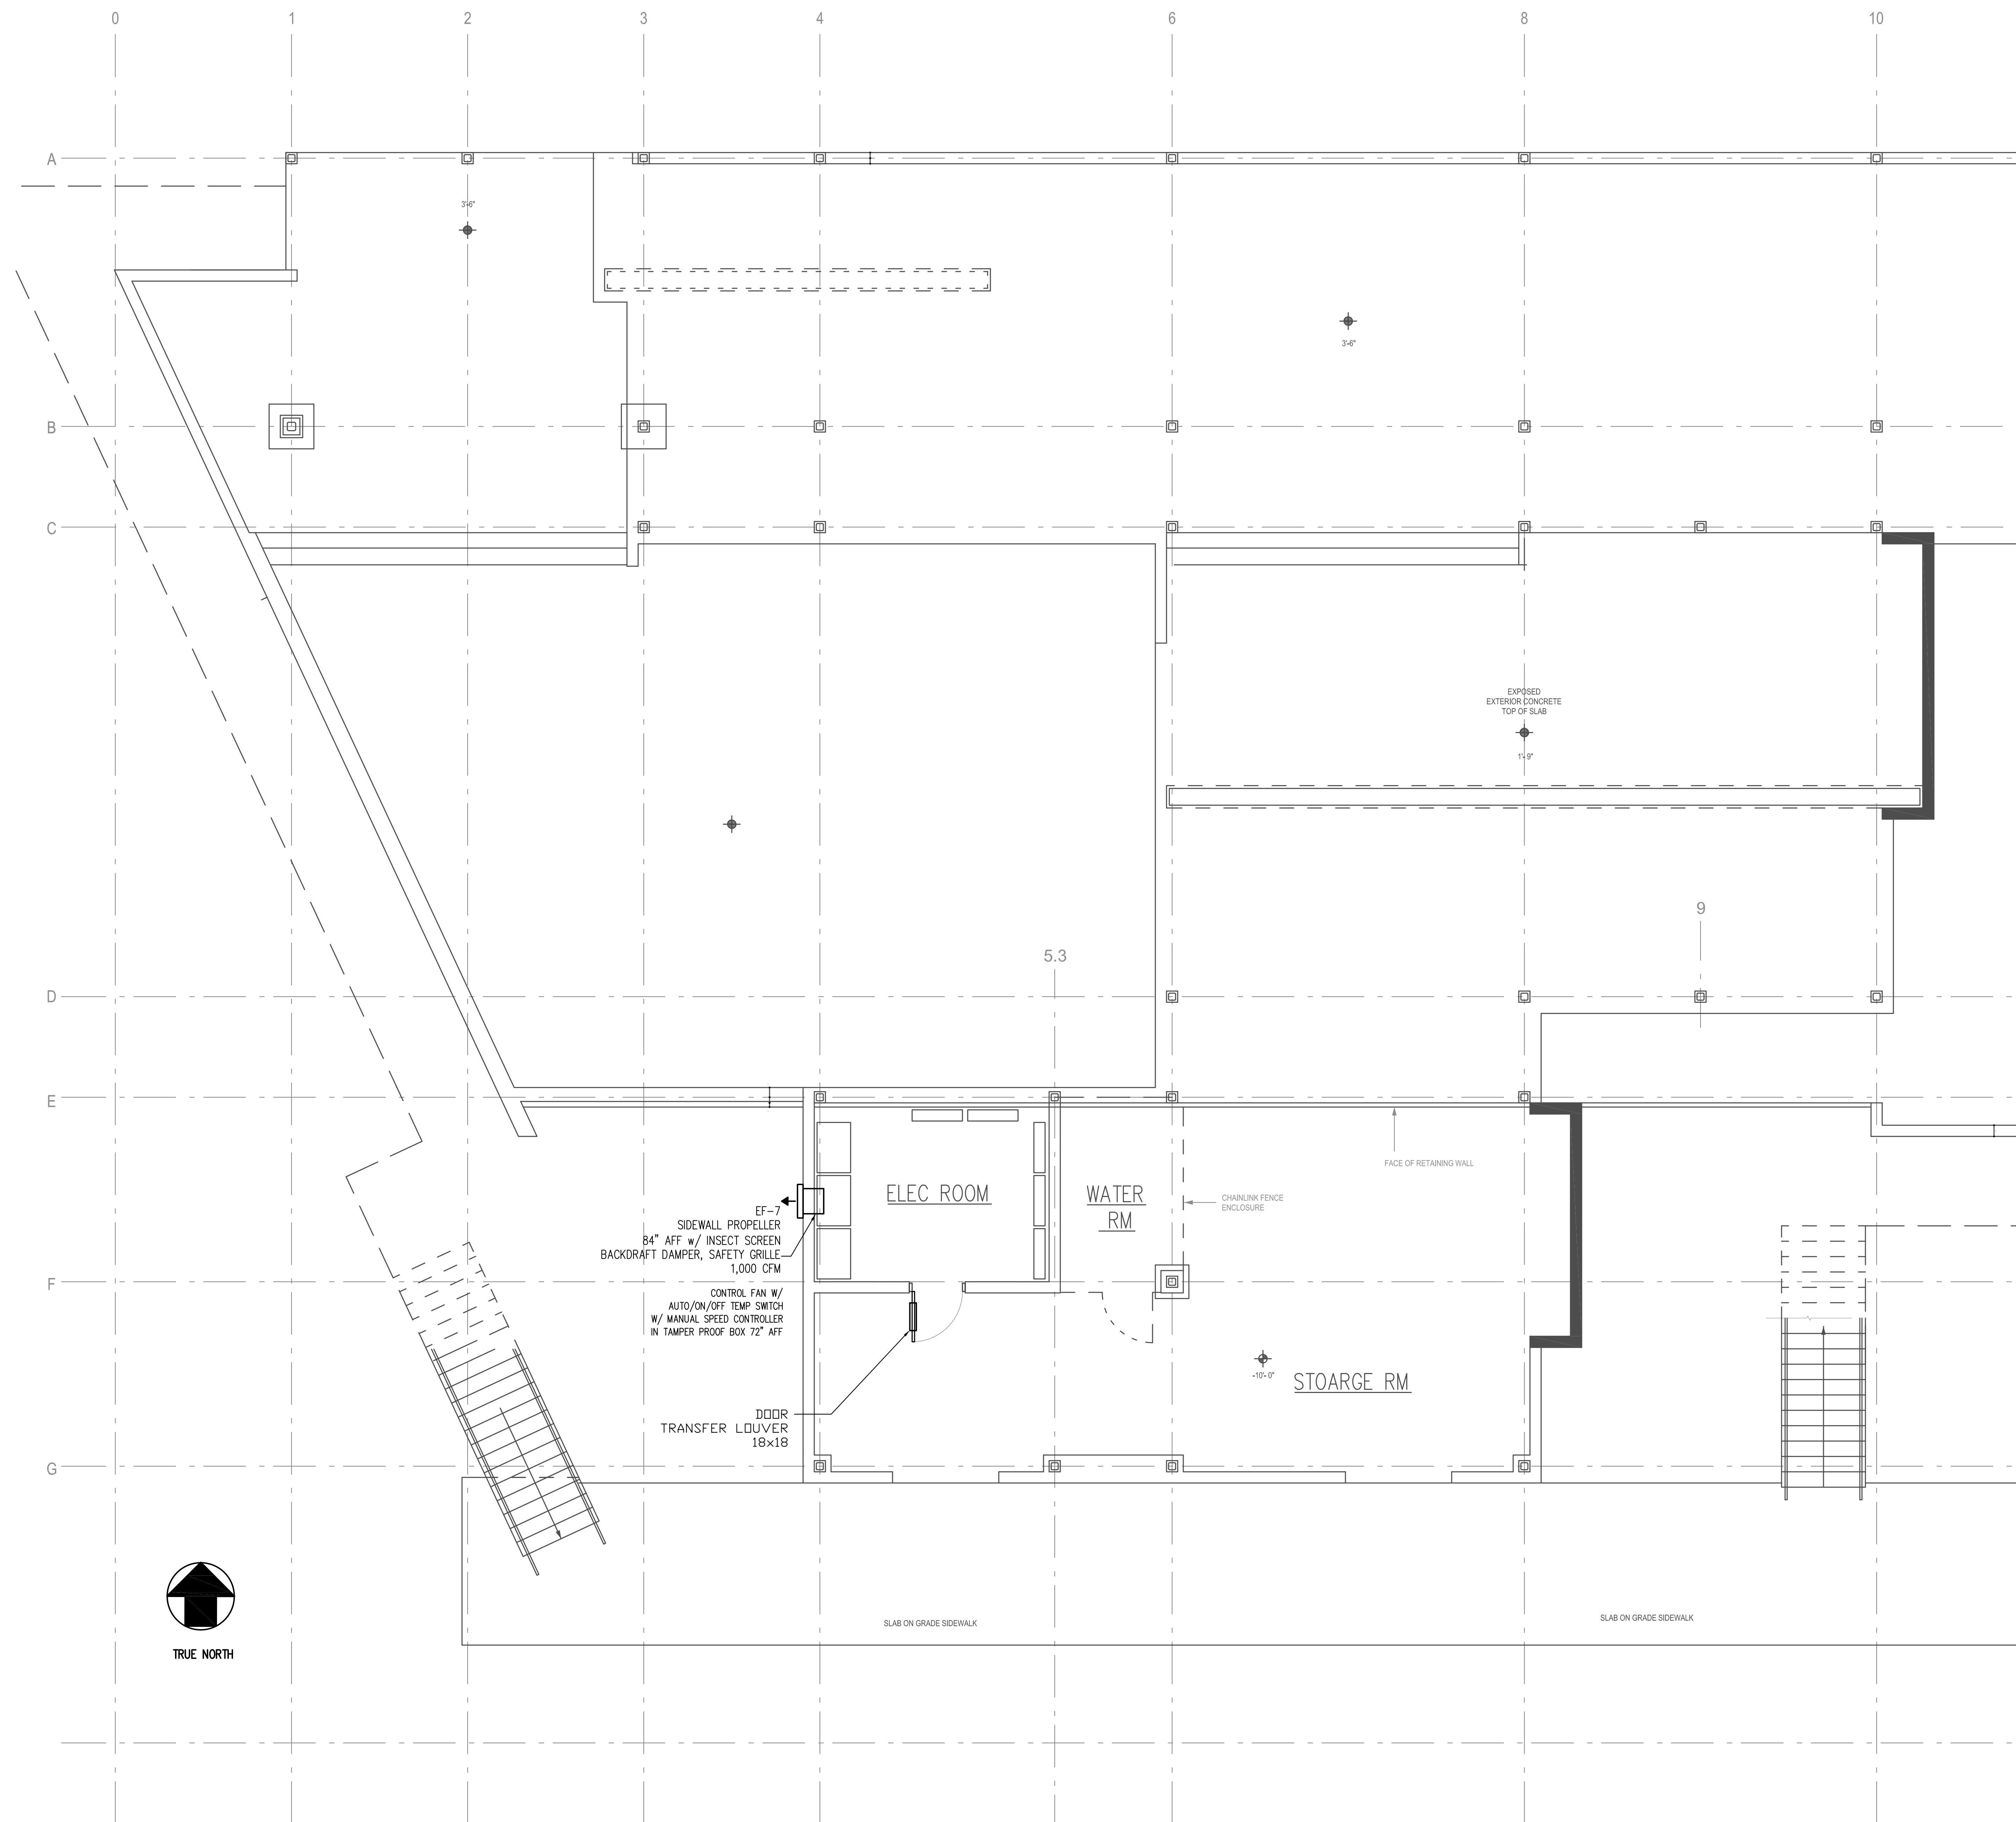 0 1 2 3 4 6 8 10
A
3'-6"
3'-6"
B
C
EXPOSED
EXTERIOR CONCRETE
TOP OF SLAB
1'- 9"
9
5.3
D
E
FACE OF RETAINING WALL
ELEC ROOM
WATER
RM
CHAINLINK FENCE
ENCLOSURE
EF-7
SIDEWALL PROPELLER
84" AFF w/ INSECT SCREEN
BACKDRAFT DAMPER, SAFETY GRILLE
1,000 CFM
F
CONTROL FAN W/
AUTO/ON/OFF TEMP SWITCH
W/ MANUAL SPEED CONTROLLER
IN TAMPER PROOF BOX 72" AFF
-10'- 0"
STOARGE RM
DOOR
TRANSFER LOUVER
18x18
G
SLAB ON GRADE SIDEWALK
SLAB ON GRADE SIDEWALK
TRUE NORTH